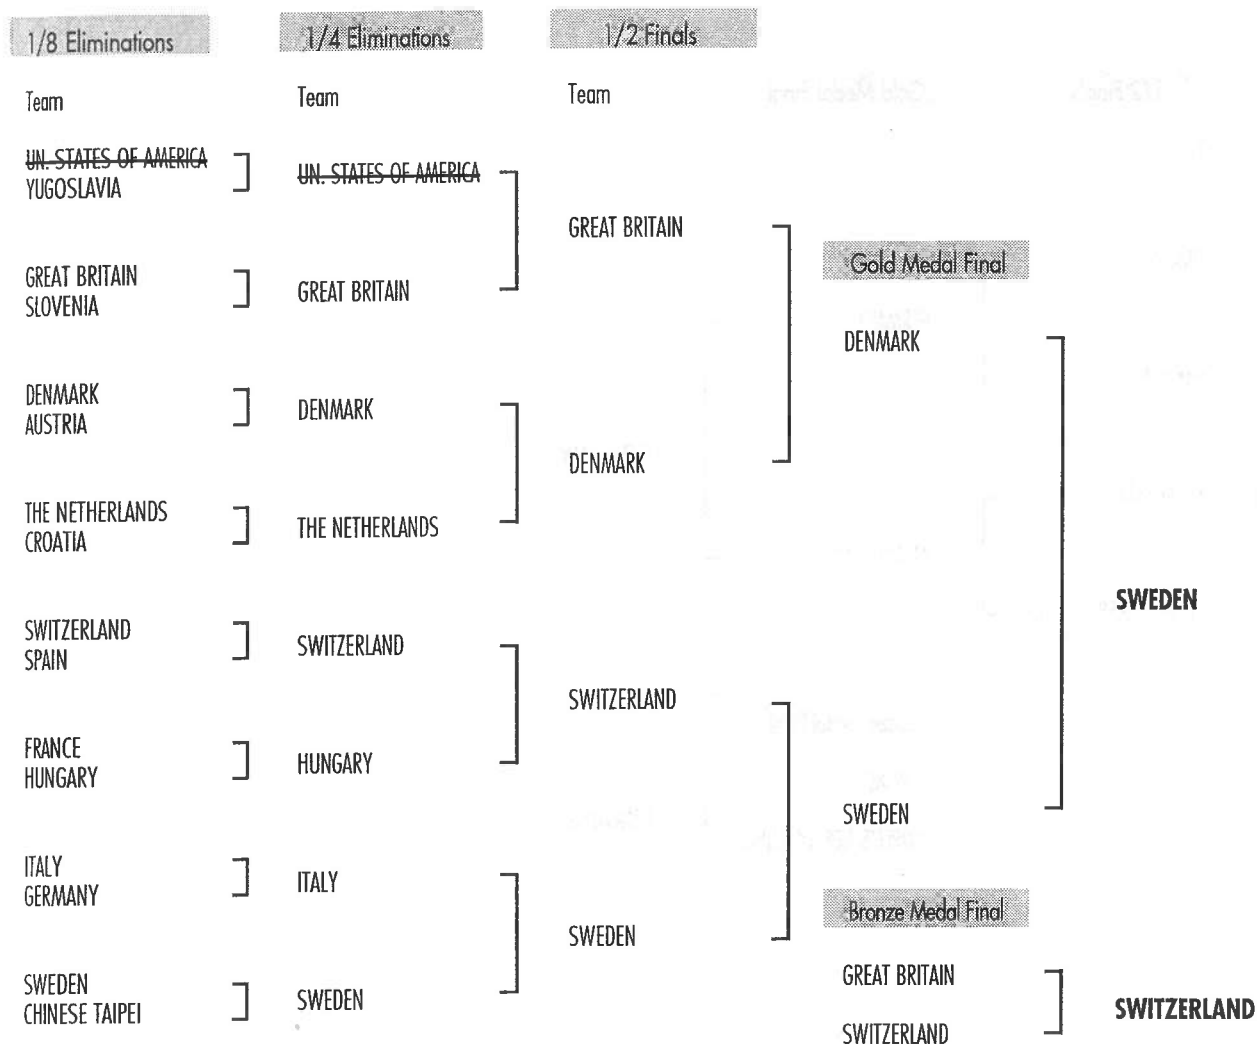 1/8 Eliminations
1/4 Eliminations
1/2 Finals
Team
Team
Team
UN. STATES OF AMERICA
YUGOSLAVIA
UN. STATES OF AMERICA
GREAT BRITAIN
Gold Medal Final
GREAT BRITAIN
SLOVENIA
GREAT BRITAIN
DENMARK
DENMARK
AUSTRIA
DENMARK
DENMARK
THE NETHERLANDS
CROATIA
THE NETHERLANDS
SWEDEN
SWITZERLAND
SPAIN
SWITZERLAND
SWITZERLAND
FRANCE
HUNGARY
HUNGARY
SWEDEN
ITALY
GERMANY
ITALY
Bronze Medal Final
SWEDEN
GREAT BRITAIN
SWEDEN
CHINESE TAIPEI
SWEDEN
SWITZERLAND
SWITZERLAND